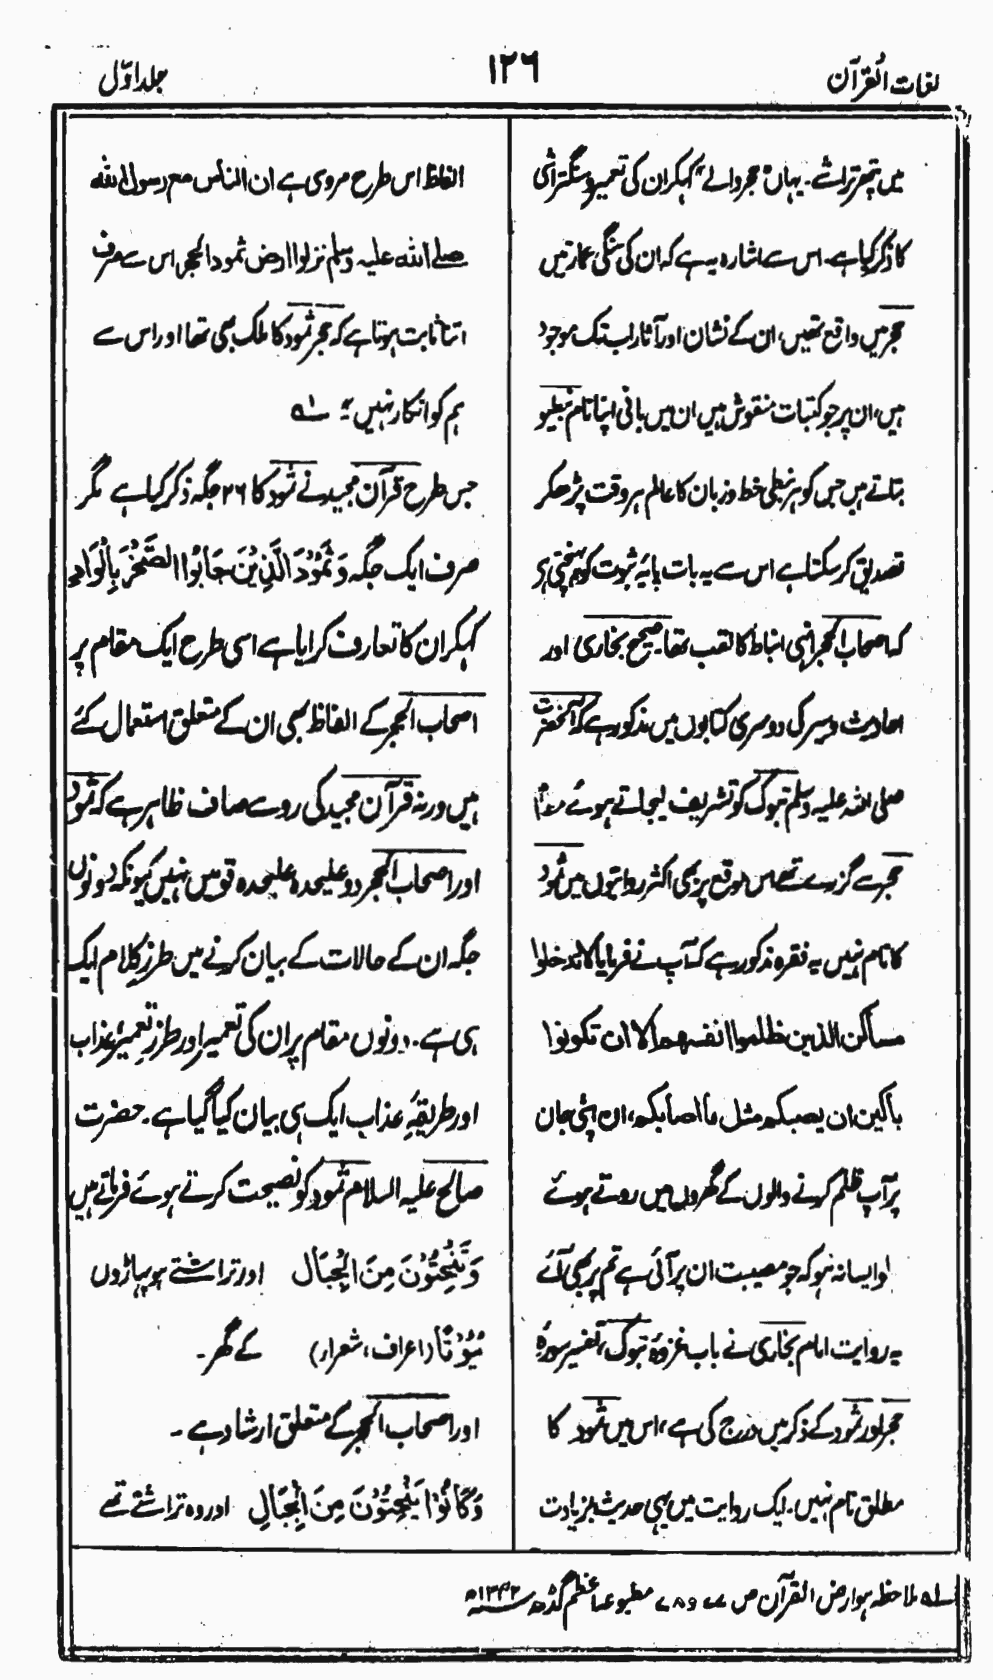 لغات القرآن
۱۲۶
جلد اوّل
میں پتھر تراشے۔ یہاں "حجر والے" کہکر ان کی تعمیر و سنگتراشی
کا ذکر کیا ہے۔ اس سے اشارہ یہ ہے کہ ان کی سنگی عمارتیں
حجر میں واقع تھیں، ان کے نشان اور آثار اب تک موجود
ہیں، ان پر جو کتبات منقوش ہیں ان میں بانی اپنا نام نبطیو
بتاتے ہیں جس کو ہر نبطی خط و زبان کا عالم ہر وقت پڑھکر
تصدیق کر سکتا ہے اس سے یہ بات پایۂ ثبوت کو پہنچتی ہی
کہ اصحاب الحجر انہی انباط کا لقب تھا۔ صحیح بخاری اور
احادیث و سیر کی دوسری کتابوں میں مذکور ہے کہ آنحضرت
صلی اللہ علیہ وسلم تبوک کو تشریف لیجاتے ہوئے
حجر سے گزرے تھے اس موقع پر بھی اکثر روایتوں میں ثمود
کا نام نہیں یہ فقرہ مذکور ہے کہ آپ نے فرمایا لا تدخلوا
مساکن الذین ظلموا انفسهم الا ان تکونوا
باکین ان یصیبکم مثل ما اصابکم، ان اپنی جان
پر آپ ظلم کرنے والوں کے گھروں میں روتے ہوئے
لو ایسا نہ ہو کہ جو مصیبت ان پر آئی ہے تم پر بھی آئے
یہ روایت امام بخاری نے باب غزوۂ تبوک، تفسیر سورۂ
حجر اور ثمود کے ذکر میں درج کی ہے، اس میں ثمود کا
مطلق نام نہیں۔ ایک روایت میں یہی حدیث بزیادت
الفاظ اس طرح مروی ہے ان الناس مع رسول الله
صلے الله علیہ وسلم نزلوا ارض ثمود الحجر اس سے صرف
اتنا ثابت ہوتا ہے کہ حجر ثمود کا ملک بھی تھا اور اس سے
ہم کو انکار نہیں "؂۱
جس طرح قرآن مجید نے ثمود کا ۲۶ جگہ ذکر کیا ہے مگر
صرف ایک جگہ وَثَمُوْدَ الَّذِيْنَ جَابُوا الصَّخْرَ بِالْوَادِ
کہکر ان کا تعارف کرایا ہے اسی طرح ایک مقام پر
اصحاب الحجر کے الفاظ بھی ان کے متعلق استعمال کئے
ہیں ورنہ قرآن مجید کی رو سے صاف ظاہر ہے کہ ثمود
اور اصحاب الحجر دو علیحدہ علیحدہ قومیں نہیں کیونکہ دونوں
جگہ ان کے حالات کے بیان کرنے میں طرزِ کلام ایک
ہی ہے۔ دونوں مقام پر ان کی تعمیر اور طرزِ تعمیر، عذاب
اور طریقۂ عذاب ایک ہی بیان کیا گیا ہے۔ حضرت
صالح علیہ السلام ثمود کو نصیحت کرتے ہوئے فرماتے ہیں
وَتَنْحِتُوْنَ مِنَ الْجِبَالِ اور تراشتے ہو پہاڑوں
بُيُوْتًا (اعراف، شعراء) کے گھر۔
اور اصحاب الحجر کے متعلق ارشاد ہے۔
وَكَانُوْا يَنْحِتُوْنَ مِنَ الْجِبَالِ اور وہ تراشتے تھے
؂۱ ملاحظہ ہو ارض القرآن ص ۷۷ و ۷۸ مطبوعہ اعظم گڈھ ۱۳۴۲ھ